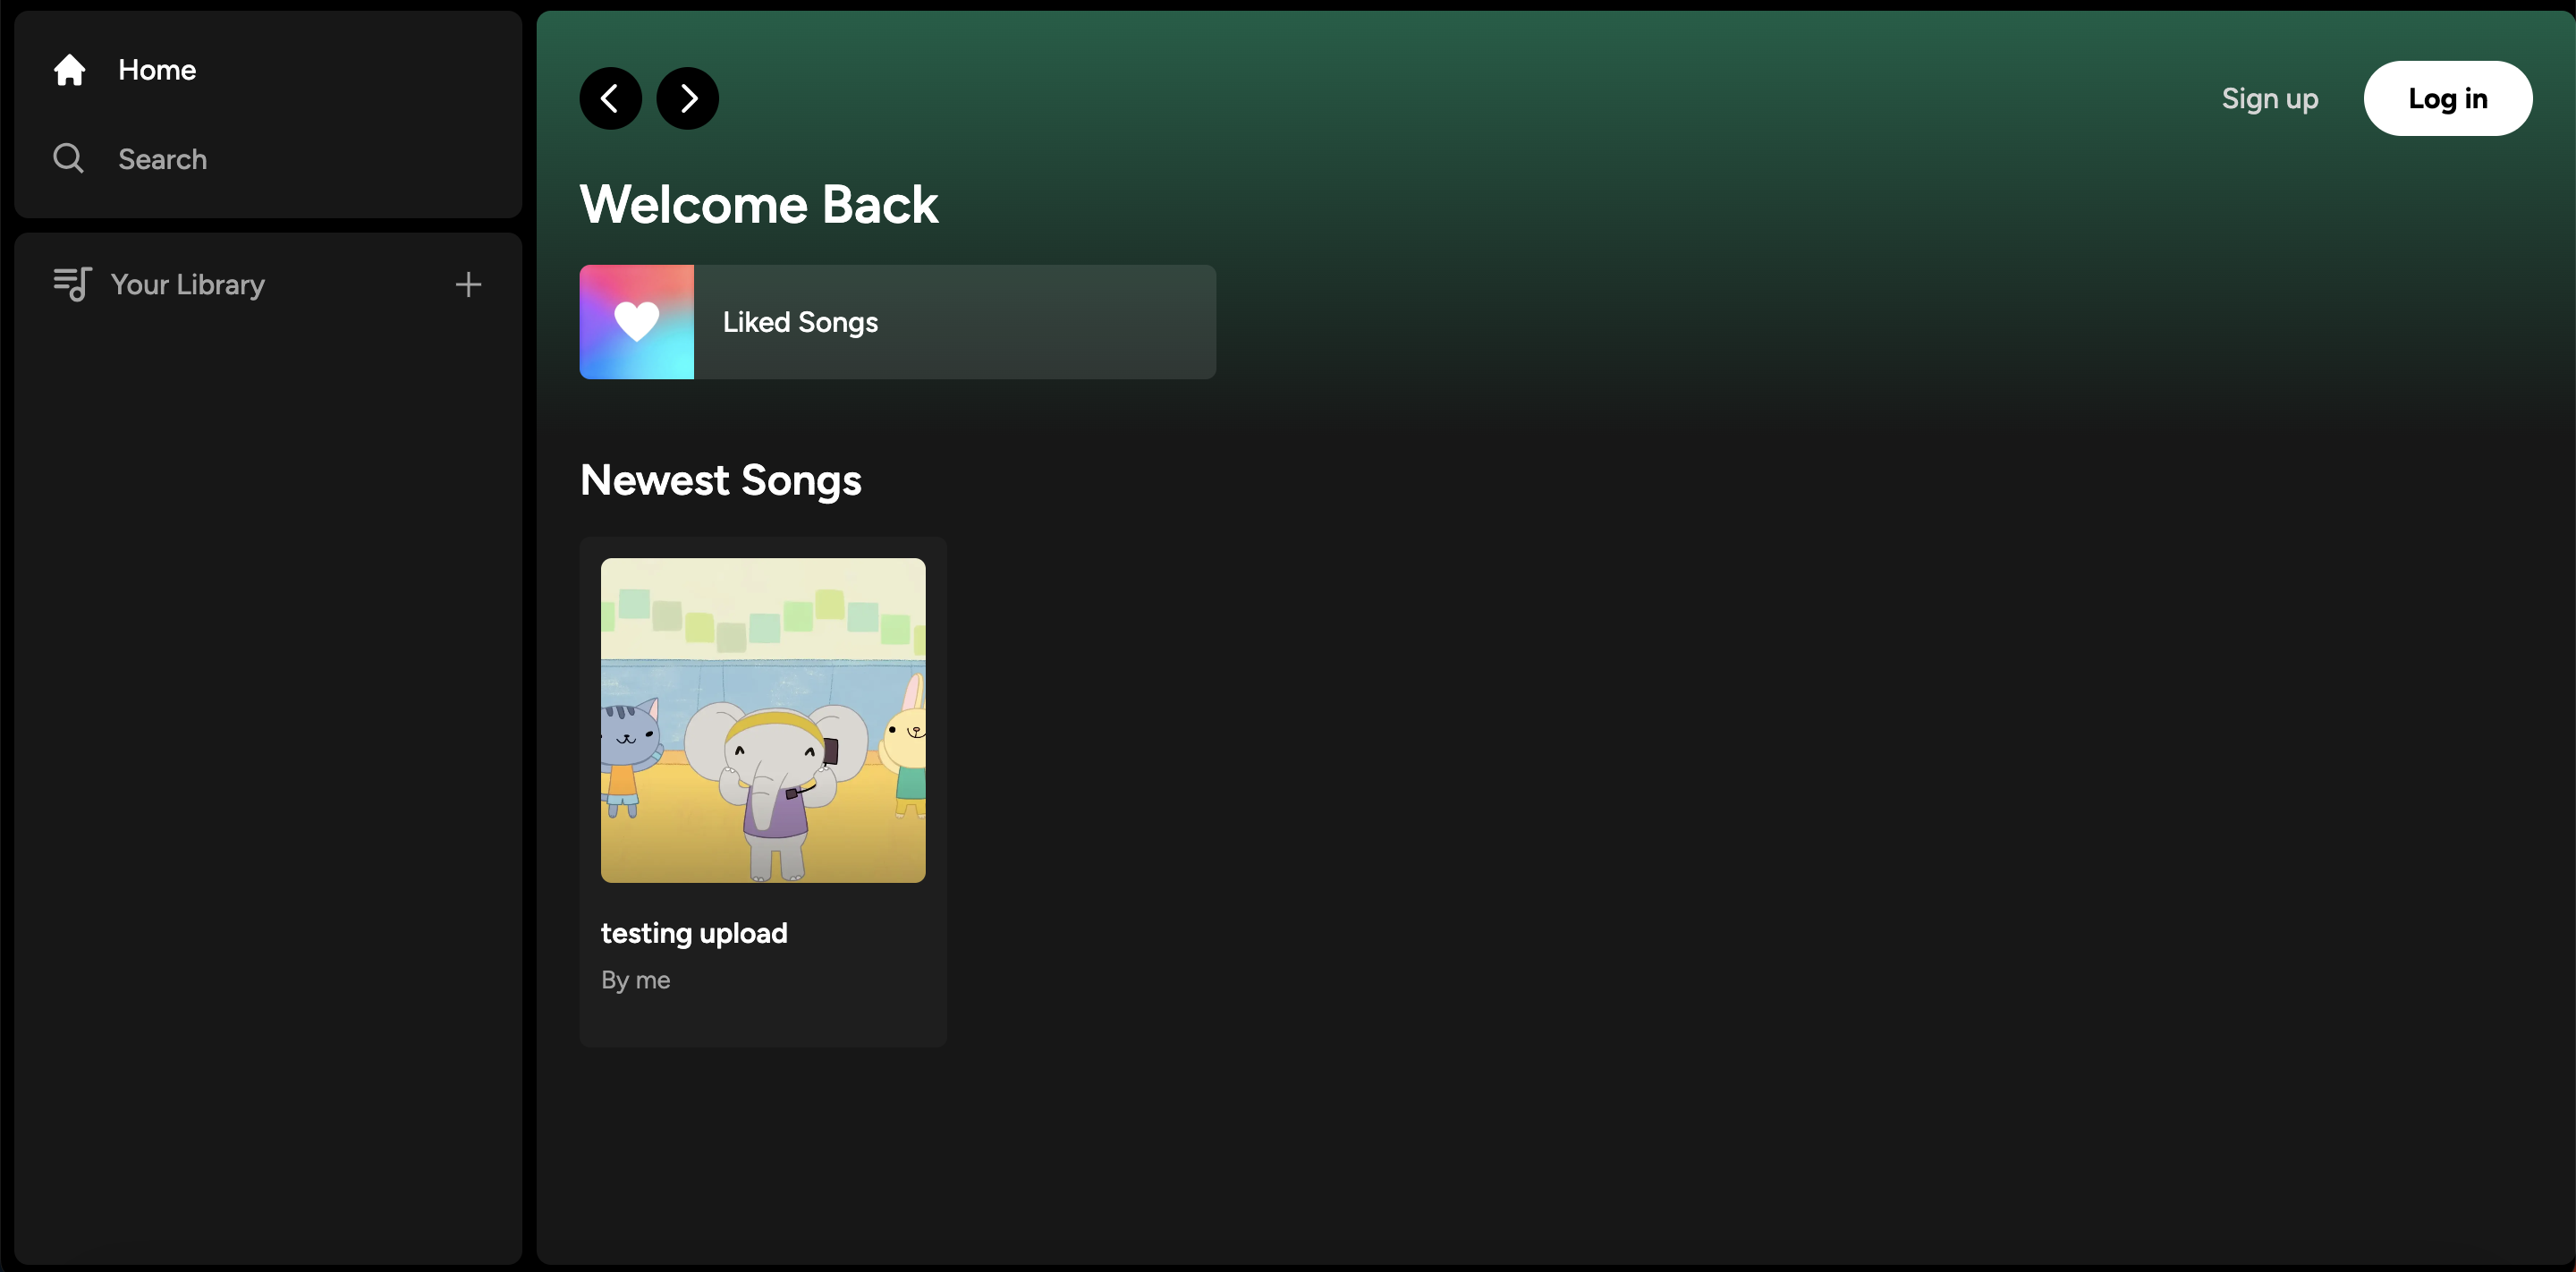 Home
Search
Your Library
Sign up
Log in
Welcome Back
Liked Songs
Newest Songs
testing upload
By me